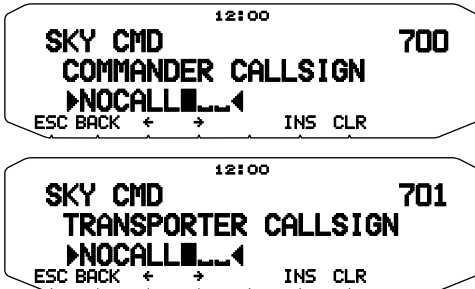 12:00
SKY CMD 700
COMMANDER CALLSIGN
▶NOCALL█⎵⎵◀
ESC BACK ← → INS CLR
12:00
SKY CMD 701
TRANSPORTER CALLSIGN
▶NOCALL█⎵⎵◀
ESC BACK ← → INS CLR